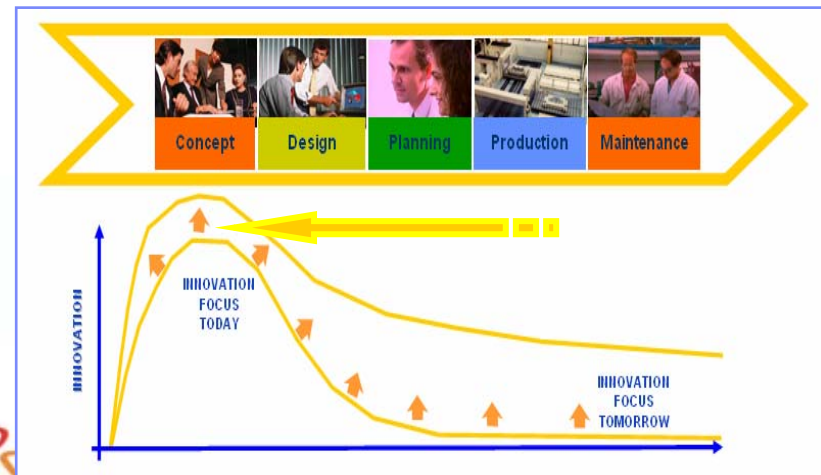 Concept Design Planning Production Maintenance
INNOVATION
INNOVATION
FOCUS
TODAY
INNOVATION
FOCUS
TOMORROW